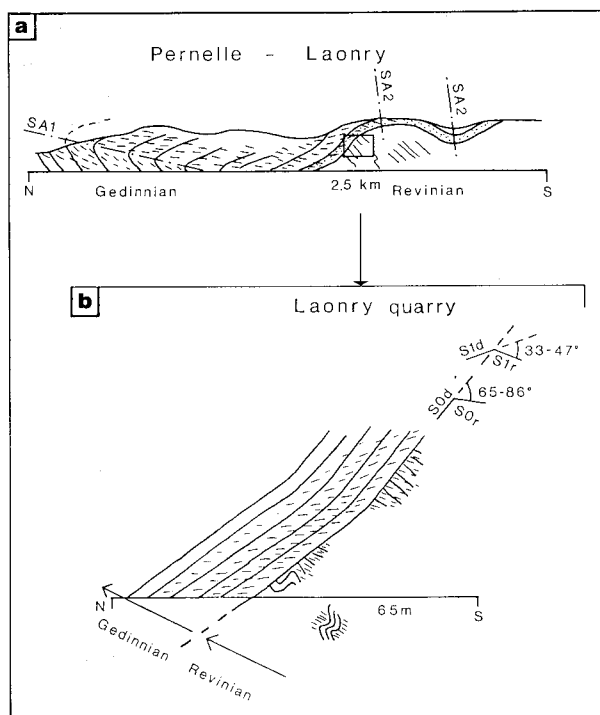 a
Pernelle - Laonry
SA1
SA2
SA2
N
Gedinnian
2,5 km
Revinian
S
b
Laonry quarry
S1d
S1r
33-47°
S0d
S0r
65-86°
N
65m
S
Gedinnian
Revinian